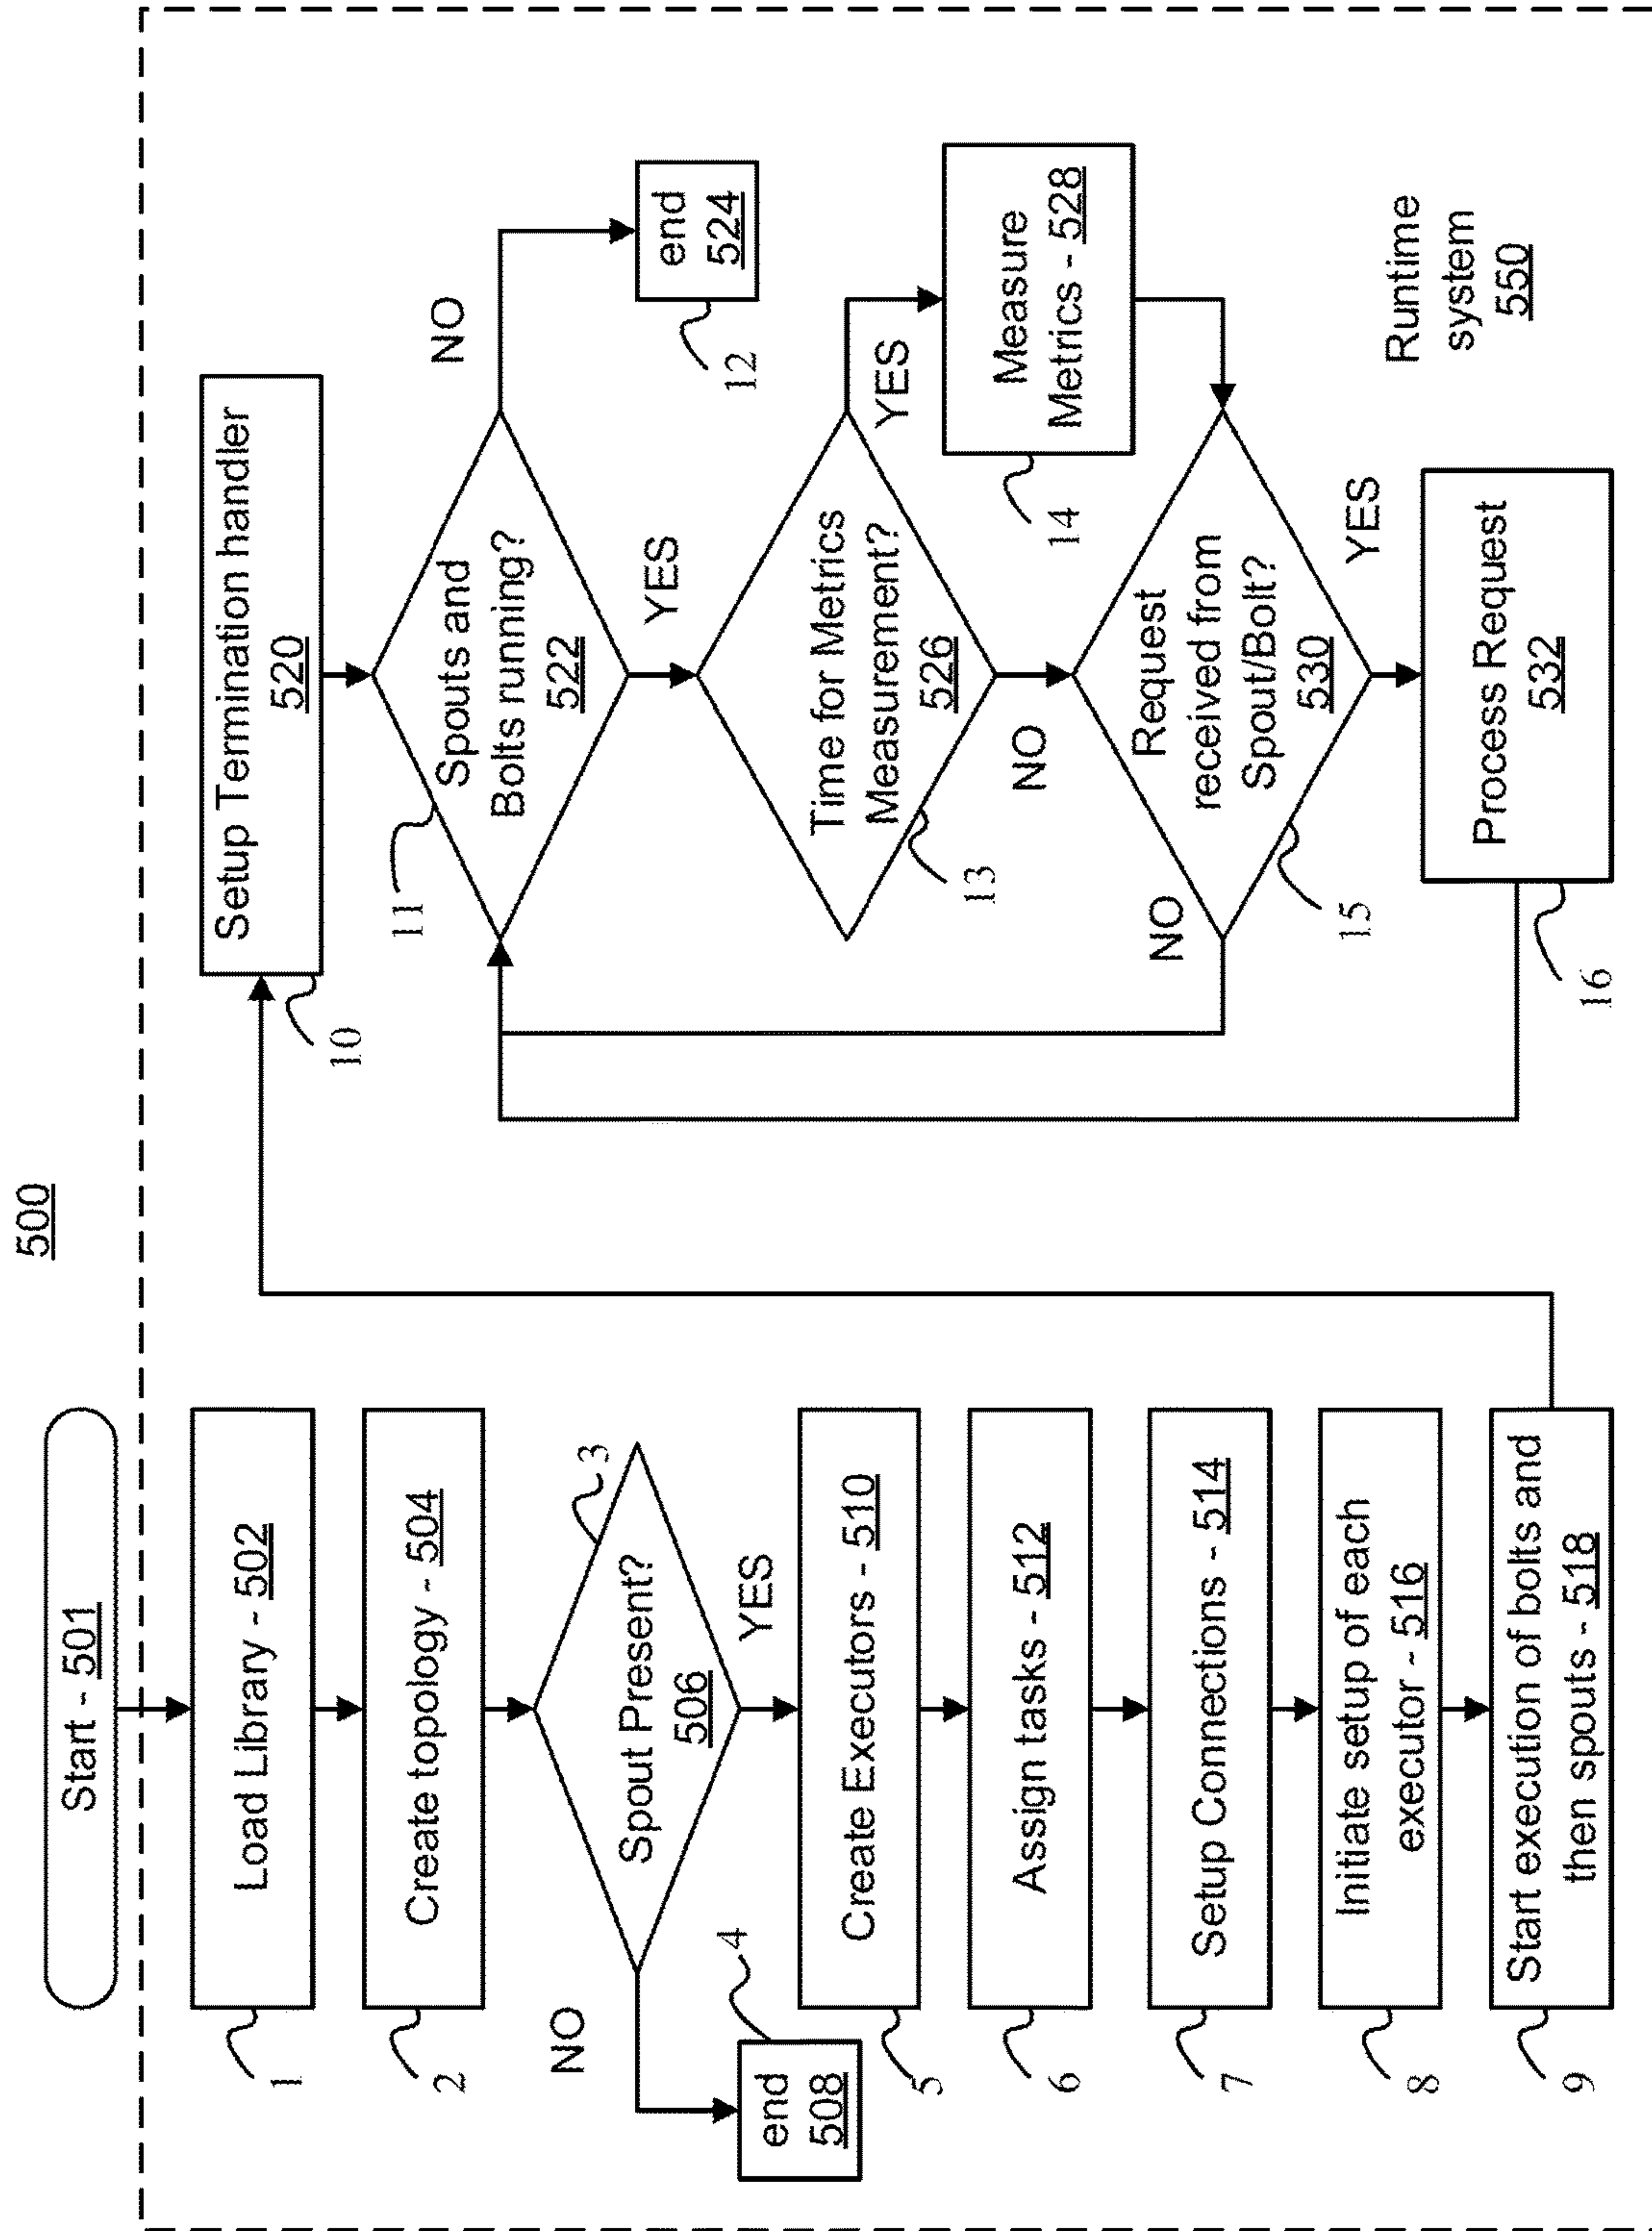 500
Start - 501
1
Load Library - 502
2
Create topology - 504
3
Spout Present?
506
NO
YES
4
end
508
5
Create Executors - 510
6
Assign tasks - 512
7
Setup Connections - 514
8
Initiate setup of each
executor - 516
9
Start execution of bolts and
then spouts - 518
10
Setup Termination handler
520
11
Spouts and
Bolts running?
522
NO
YES
12
end
524
13
Time for Metrics
Measurement?
526
YES
NO
14
Measure
Metrics - 528
15
Request
received from
Spout/Bolt?
530
NO
YES
16
Process Request
532
Runtime
system
550